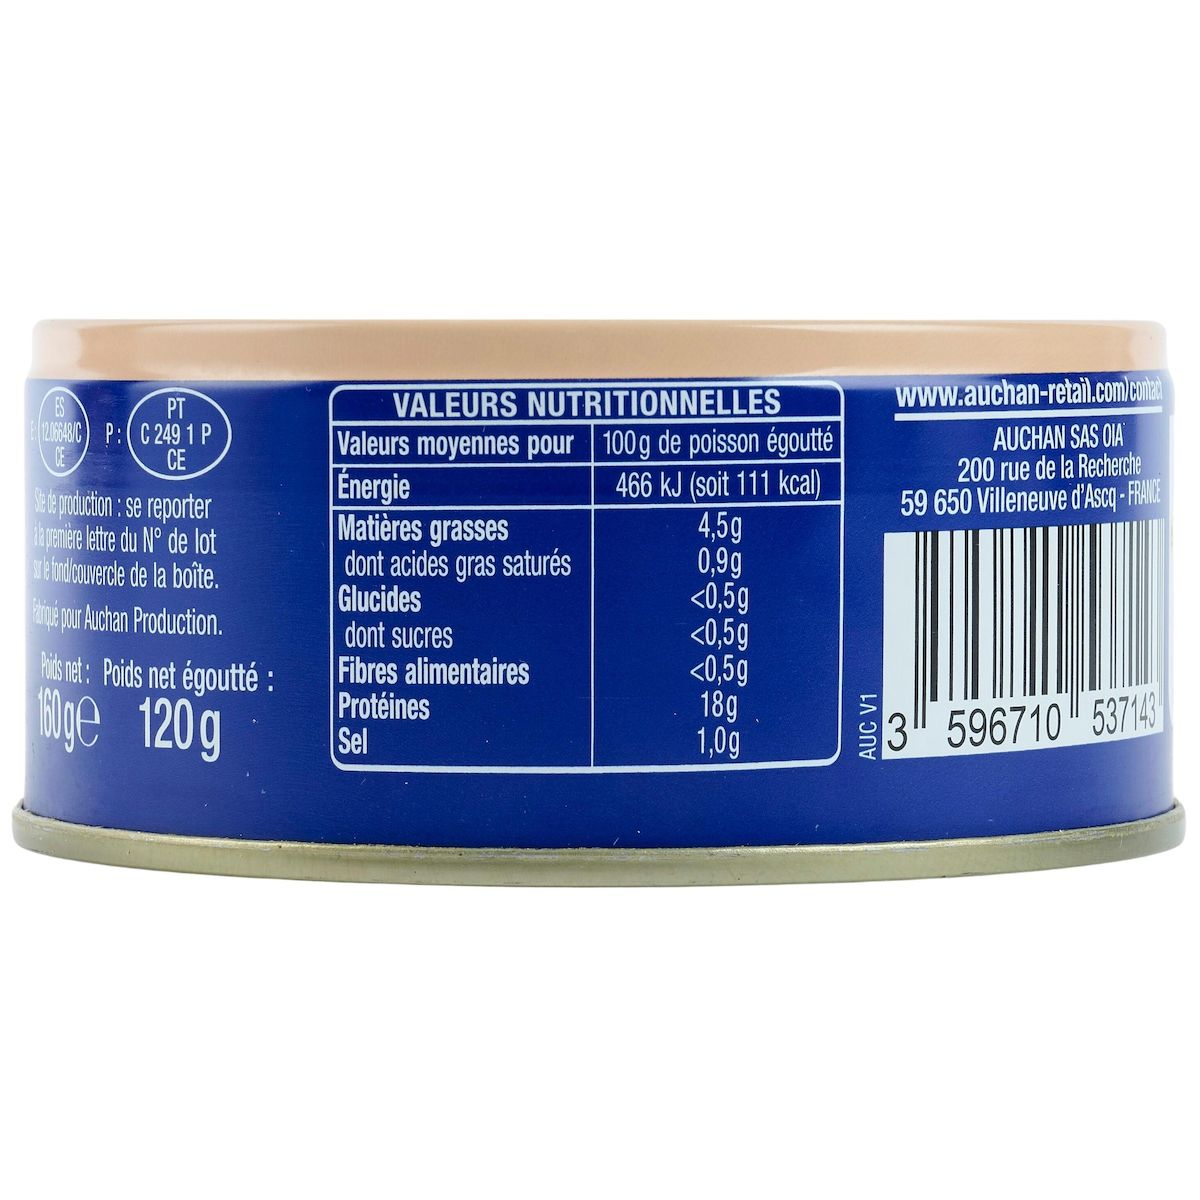 E:
ES
12.06648/C
CE
P:
PT
C 249 1 P
CE
Site de production : se reporter
à la première lettre du N° de lot
sur le fond/couvercle de la boîte.
Fabriqué pour Auchan Production.
Poids net : Poids net égoutté :
160g℮ 120g
VALEURS NUTRITIONNELLES
Valeurs moyennes pour 100g de poisson égoutté
Énergie 466 kJ (soit 111 kcal)
Matières grasses 4,5g
dont acides gras saturés 0,9g
Glucides <0,5g
dont sucres <0,5g
Fibres alimentaires <0,5g
Protéines 18g
Sel 1,0g
www.auchan-retail.com/contact
AUCHAN SAS OIA
200 rue de la Recherche
59 650 Villeneuve d'Ascq - FRANCE
AUC V1
3 596710 537143